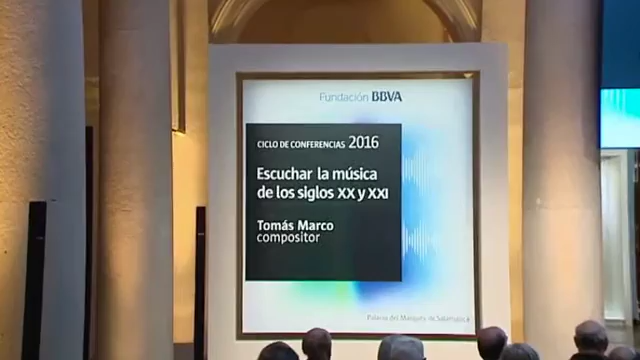 Fundación BBVA
CICLO DE CONFERENCIAS 2016
Escuchar la música
de los siglos XX y XXI
Tomás Marco
compositor
Palacio del Marqués de Salamanca